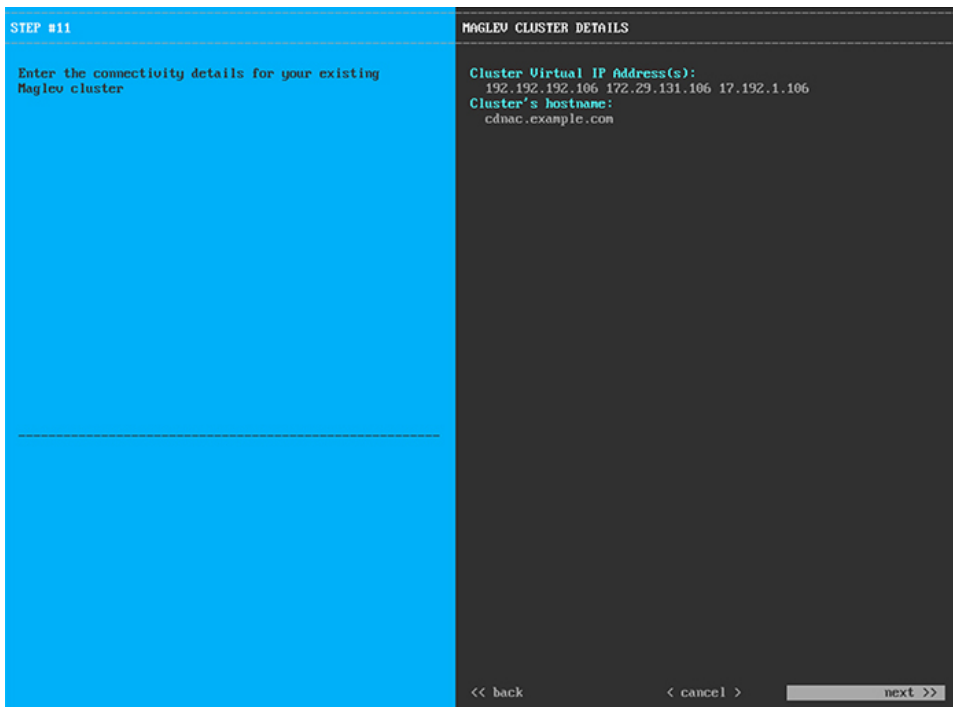 STEP #11
Enter the connectivity details for your existing
Maglev cluster
MAGLEV CLUSTER DETAILS
Cluster Virtual IP Address(s):
192.192.192.106 172.29.131.106 17.192.1.106
Cluster's hostname:
cdnac.example.com
<< back < cancel > next >>